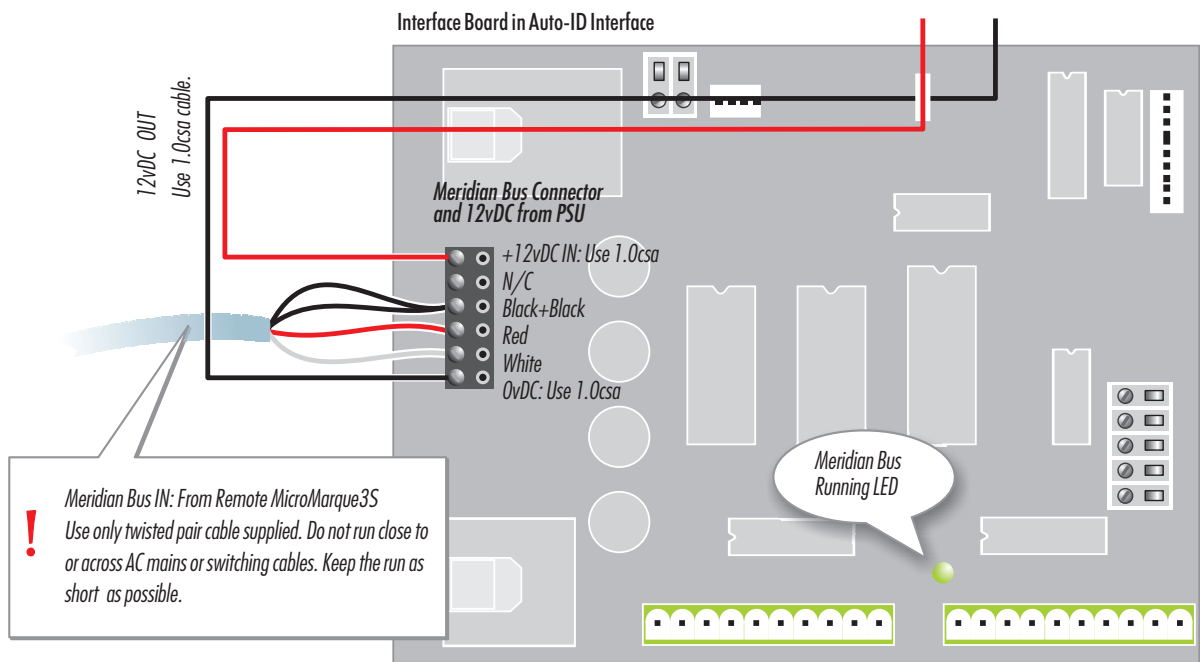 Interface Board in Auto-ID Interface
12vDC OUT
Use 1.0csa cable.
Meridian Bus Connector
and 12vDC from PSU
+12vDC IN: Use 1.0csa
N/C
Black+Black
Red
White
0vDC: Use 1.0csa
Meridian Bus
Running LED
!
Meridian Bus IN: From Remote MicroMarque3S
Use only twisted pair cable supplied. Do not run close to
or across AC mains or switching cables. Keep the run as
short as possible.